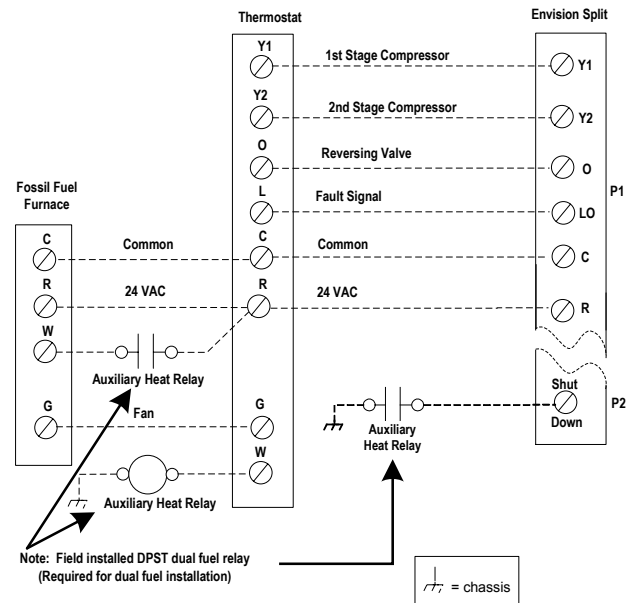 Thermostat
Envision Split
Y1
1st Stage Compressor
Y1
Y2
2nd Stage Compressor
Y2
O
Reversing Valve
O
P1
Fossil Fuel
Furnace
L
Fault Signal
LO
C
Common
C
Common
C
R
24 VAC
R
24 VAC
R
W
Auxiliary Heat Relay
Shut
Down
P2
G
Fan
G
Auxiliary
Heat Relay
W
Auxiliary Heat Relay
Note: Field installed DPST dual fuel relay
(Required for dual fuel installation)
= chassis